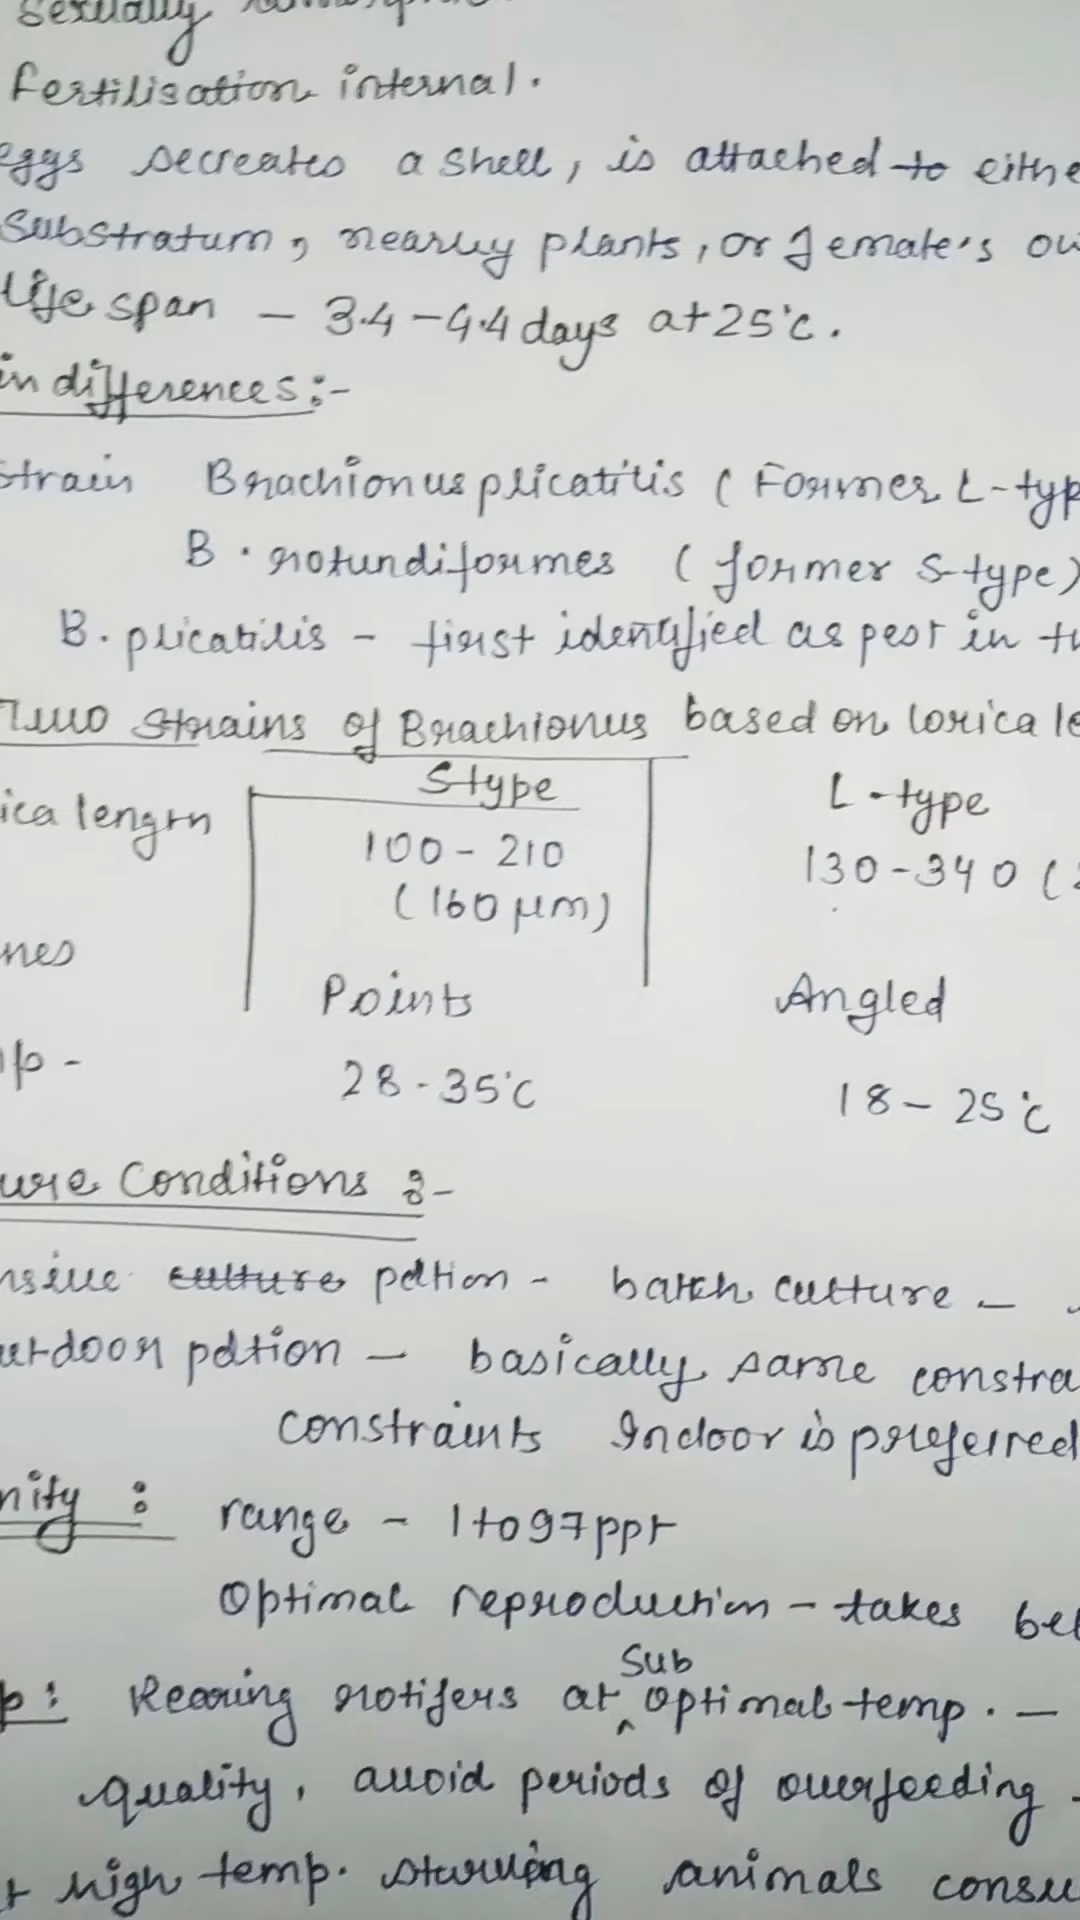 Sexually
fertilisation internal.
eggs secreates a shell, is attached to eithe
Substratum, nearby plants, or female's ow
life span - 3.4-4.4 days at 25°C.
in differences:-
strain Brachionus plicatitis (Former L-typ
B. rotundiformes (former S-type)
B. plicatilis - first identified as pest in
Two Strains of Brachionus based on lorica le
S type L-type
ica length 100-210 130-340 (
(160 μm)
nes Points Angled
mp - 28-35°C 18-25°C
ure Conditions :-
nsive culture pdtion - batch culture -
utdoor pdtion - basically same constra
constraints Indoor is preferred
nity : range - 1 to 97 ppt
Optimal reproduction - takes be
p: Rearing rotifers at sub optimal temp. -
quality, avoid periods of overfeeding -
t high temp. starving animals consu